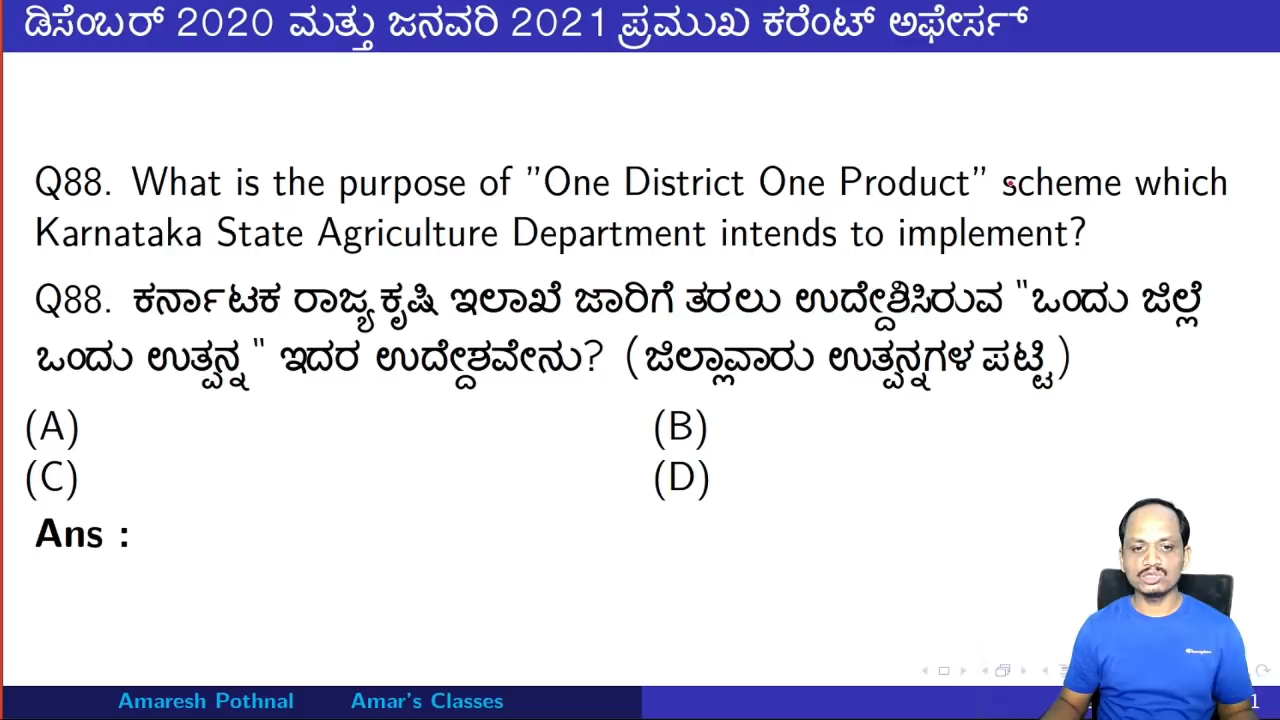 ಡಿಸೆಂಬರ್ 2020 ಮತ್ತು ಜನವರಿ 2021 ಪ್ರಮುಖ ಕರೆಂಟ್ ಅಫೇರ್ಸ್
Q88. What is the purpose of ”One District One Product” scheme which
Karnataka State Agriculture Department intends to implement?
Q88. ಕರ್ನಾಟಕ ರಾಜ್ಯ ಕೃಷಿ ಇಲಾಖೆ ಜಾರಿಗೆ ತರಲು ಉದ್ದೇಶಿಸಿರುವ "ಒಂದು ಜಿಲ್ಲೆ
ಒಂದು ಉತ್ಪನ್ನ" ಇದರ ಉದ್ದೇಶವೇನು? (ಜಿಲ್ಲಾವಾರು ಉತ್ಪನ್ನಗಳ ಪಟ್ಟಿ)
(A) (B)
(C) (D)
Ans :
Amaresh Pothnal Amar's Classes 1